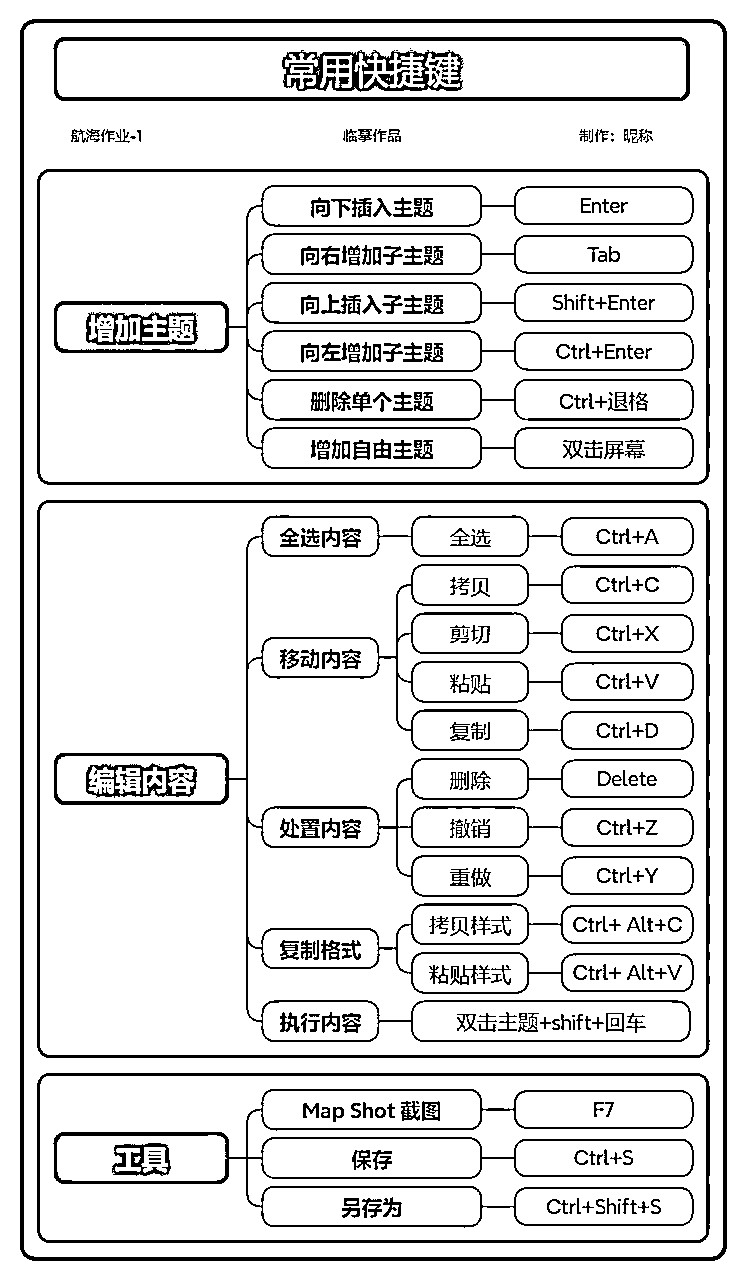 常用快捷键
航海作业-1 临摹作品 制作：昵称
增加主题
向下插入主题 Enter
向右增加子主题 Tab
向上插入子主题 Shift+Enter
向左增加子主题 Ctrl+Enter
删除单个主题 Ctrl+退格
增加自由主题 双击屏幕
编辑内容
全选内容 全选 Ctrl+A
移动内容
拷贝 Ctrl+C
剪切 Ctrl+X
粘贴 Ctrl+V
复制 Ctrl+D
处置内容
删除 Delete
撤销 Ctrl+Z
重做 Ctrl+Y
复制格式
拷贝样式 Ctrl+ Alt+C
粘贴样式 Ctrl+ Alt+V
执行内容 双击主题+shift+回车
工具
Map Shot 截图 F7
保存 Ctrl+S
另存为 Ctrl+Shift+S